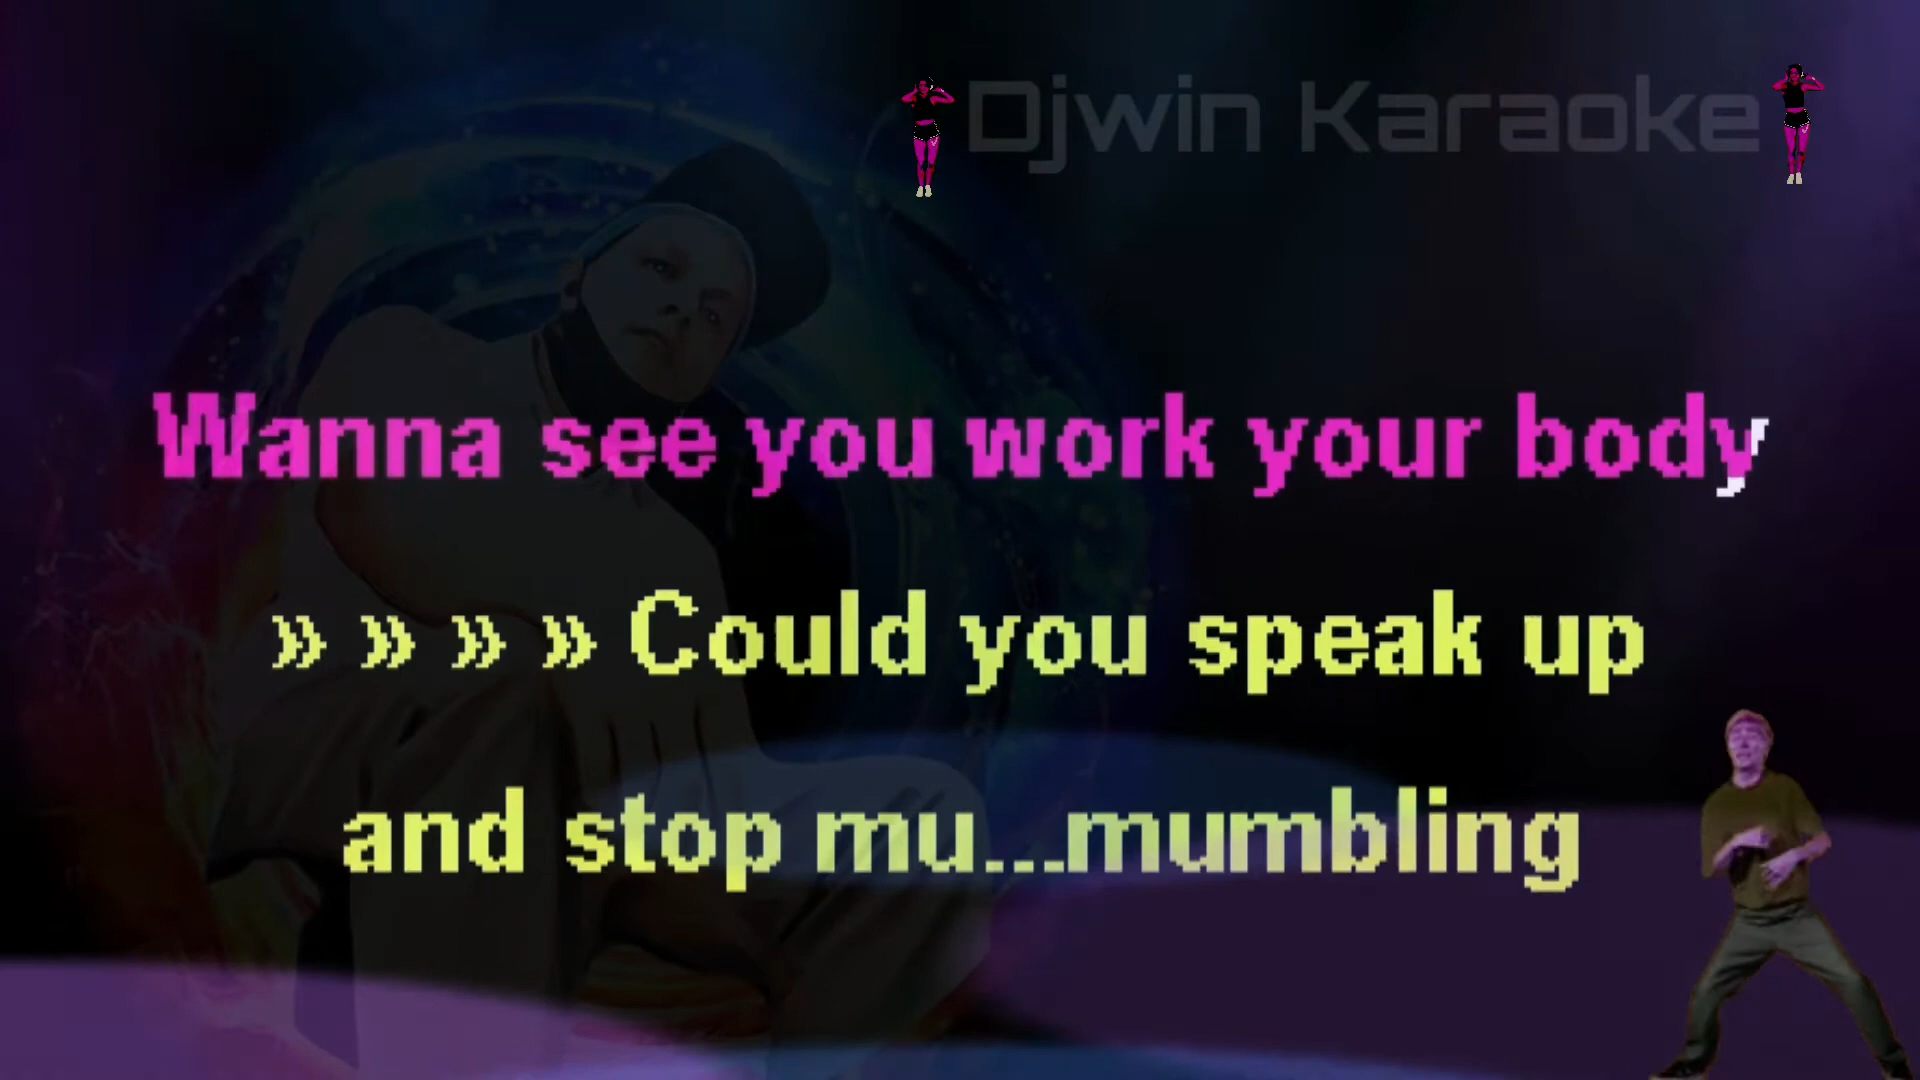 Djwin Karaoke
Wanna see you work your body
» » » » Could you speak up
and stop mu...mumbling